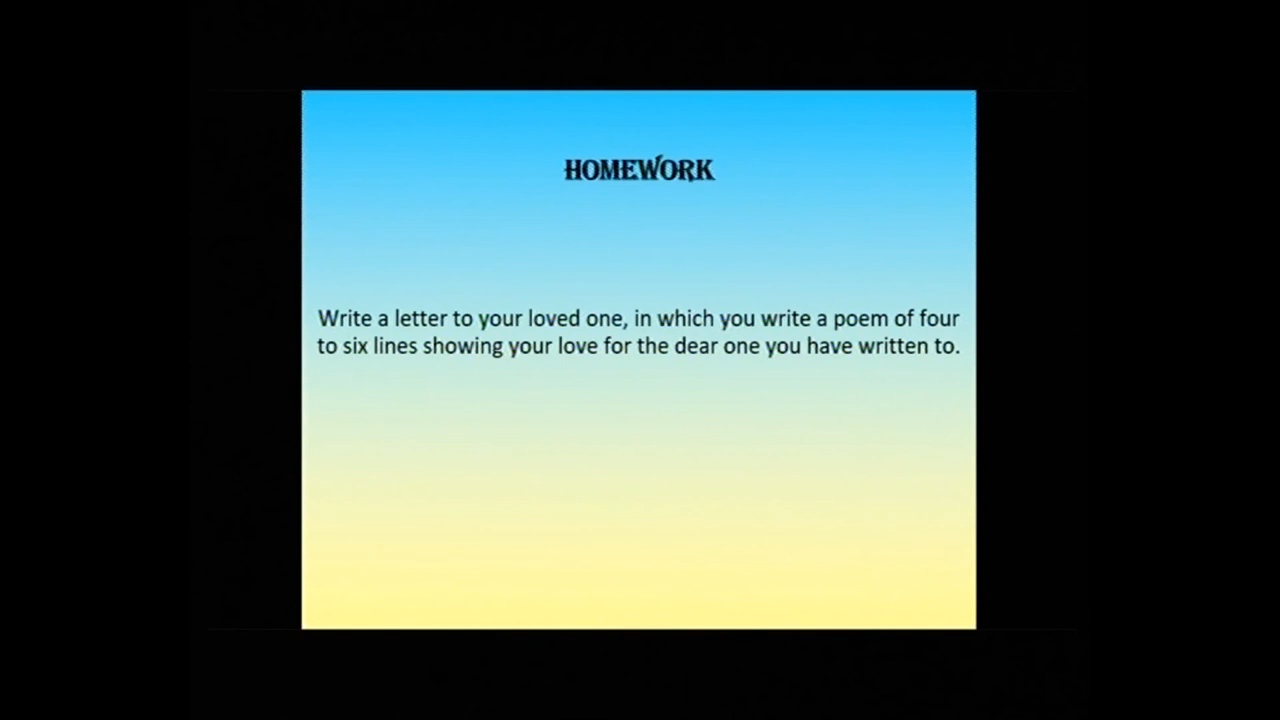 HOMEWORK
Write a letter to your loved one, in which you write a poem of four
to six lines showing your love for the dear one you have written to.